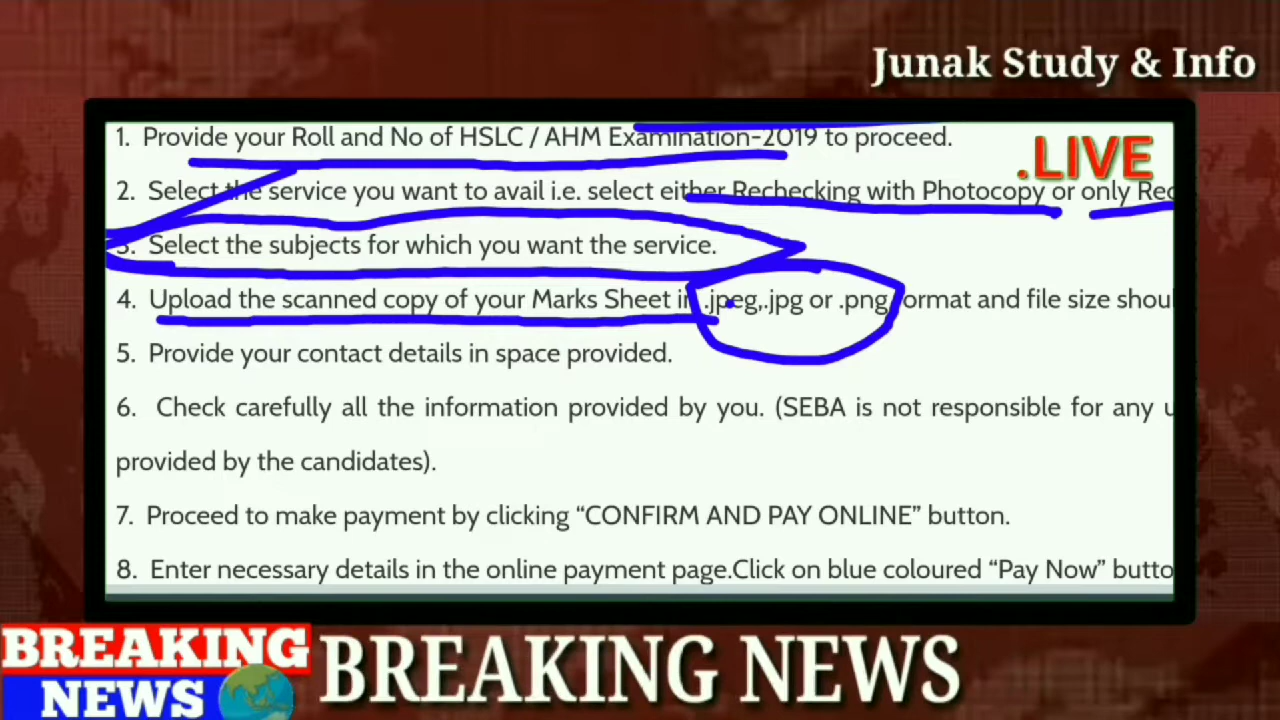 Junak Study & Info
1. Provide your Roll and No of HSLC / AHM Examination-2019 to proceed.
.LIVE
2. Select the service you want to avail i.e. select either Rechecking with Photocopy or only
3. Select the subjects for which you want the service.
4. Upload the scanned copy of your Marks Sheet in .jpeg,.jpg or .png format and file size
5. Provide your contact details in space provided.
6. Check carefully all the information provided by you. (SEBA is not responsible for any
provided by the candidates).
7. Proceed to make payment by clicking “CONFIRM AND PAY ONLINE” button.
8. Enter necessary details in the online payment page.Click on blue coloured “Pay Now”
BREAKING
NEWS
BREAKING NEWS